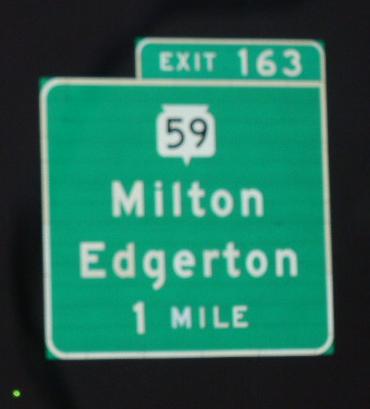 EXIT 163
59
Milton
Edgerton
1 MILE